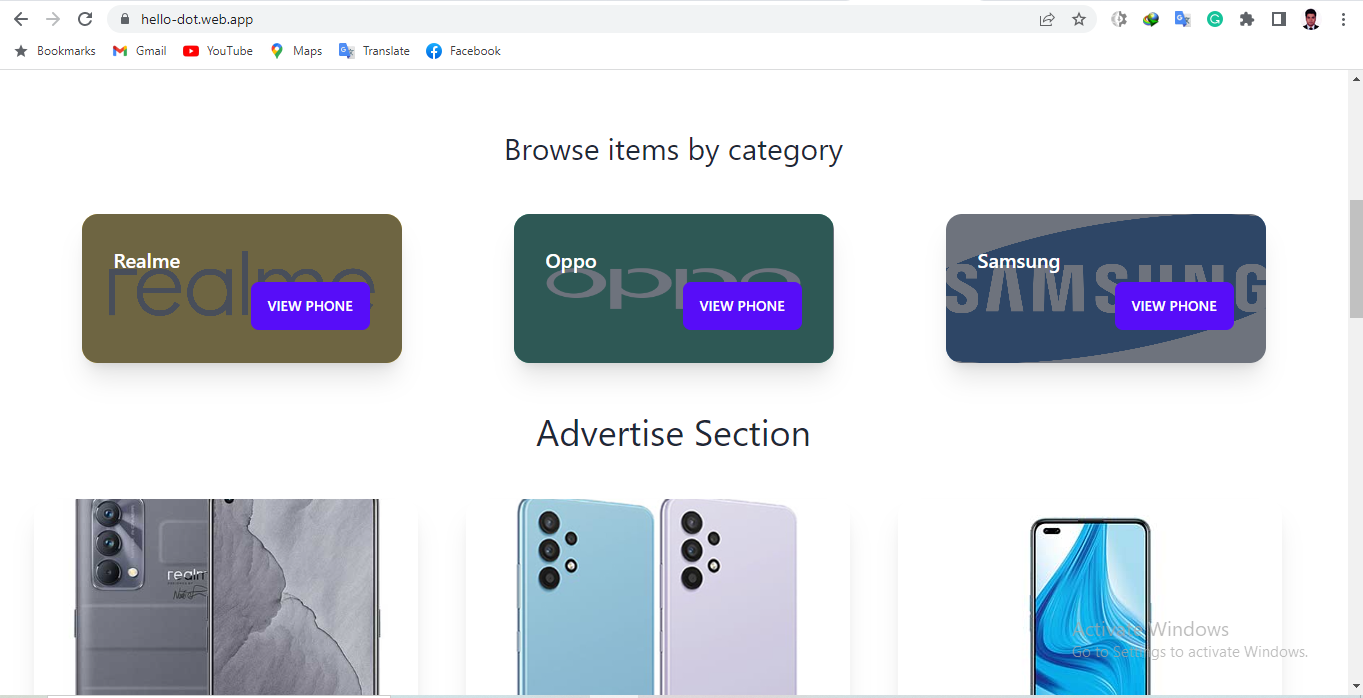 hello-dot.web.app
Bookmarks Gmail YouTube Maps Translate Facebook
Browse items by category
Realme Oppo Samsung
realme oppo SAMSUNG
VIEW PHONE VIEW PHONE VIEW PHONE
Advertise Section
realm
Activate Windows
Go to Settings to activate Windows.